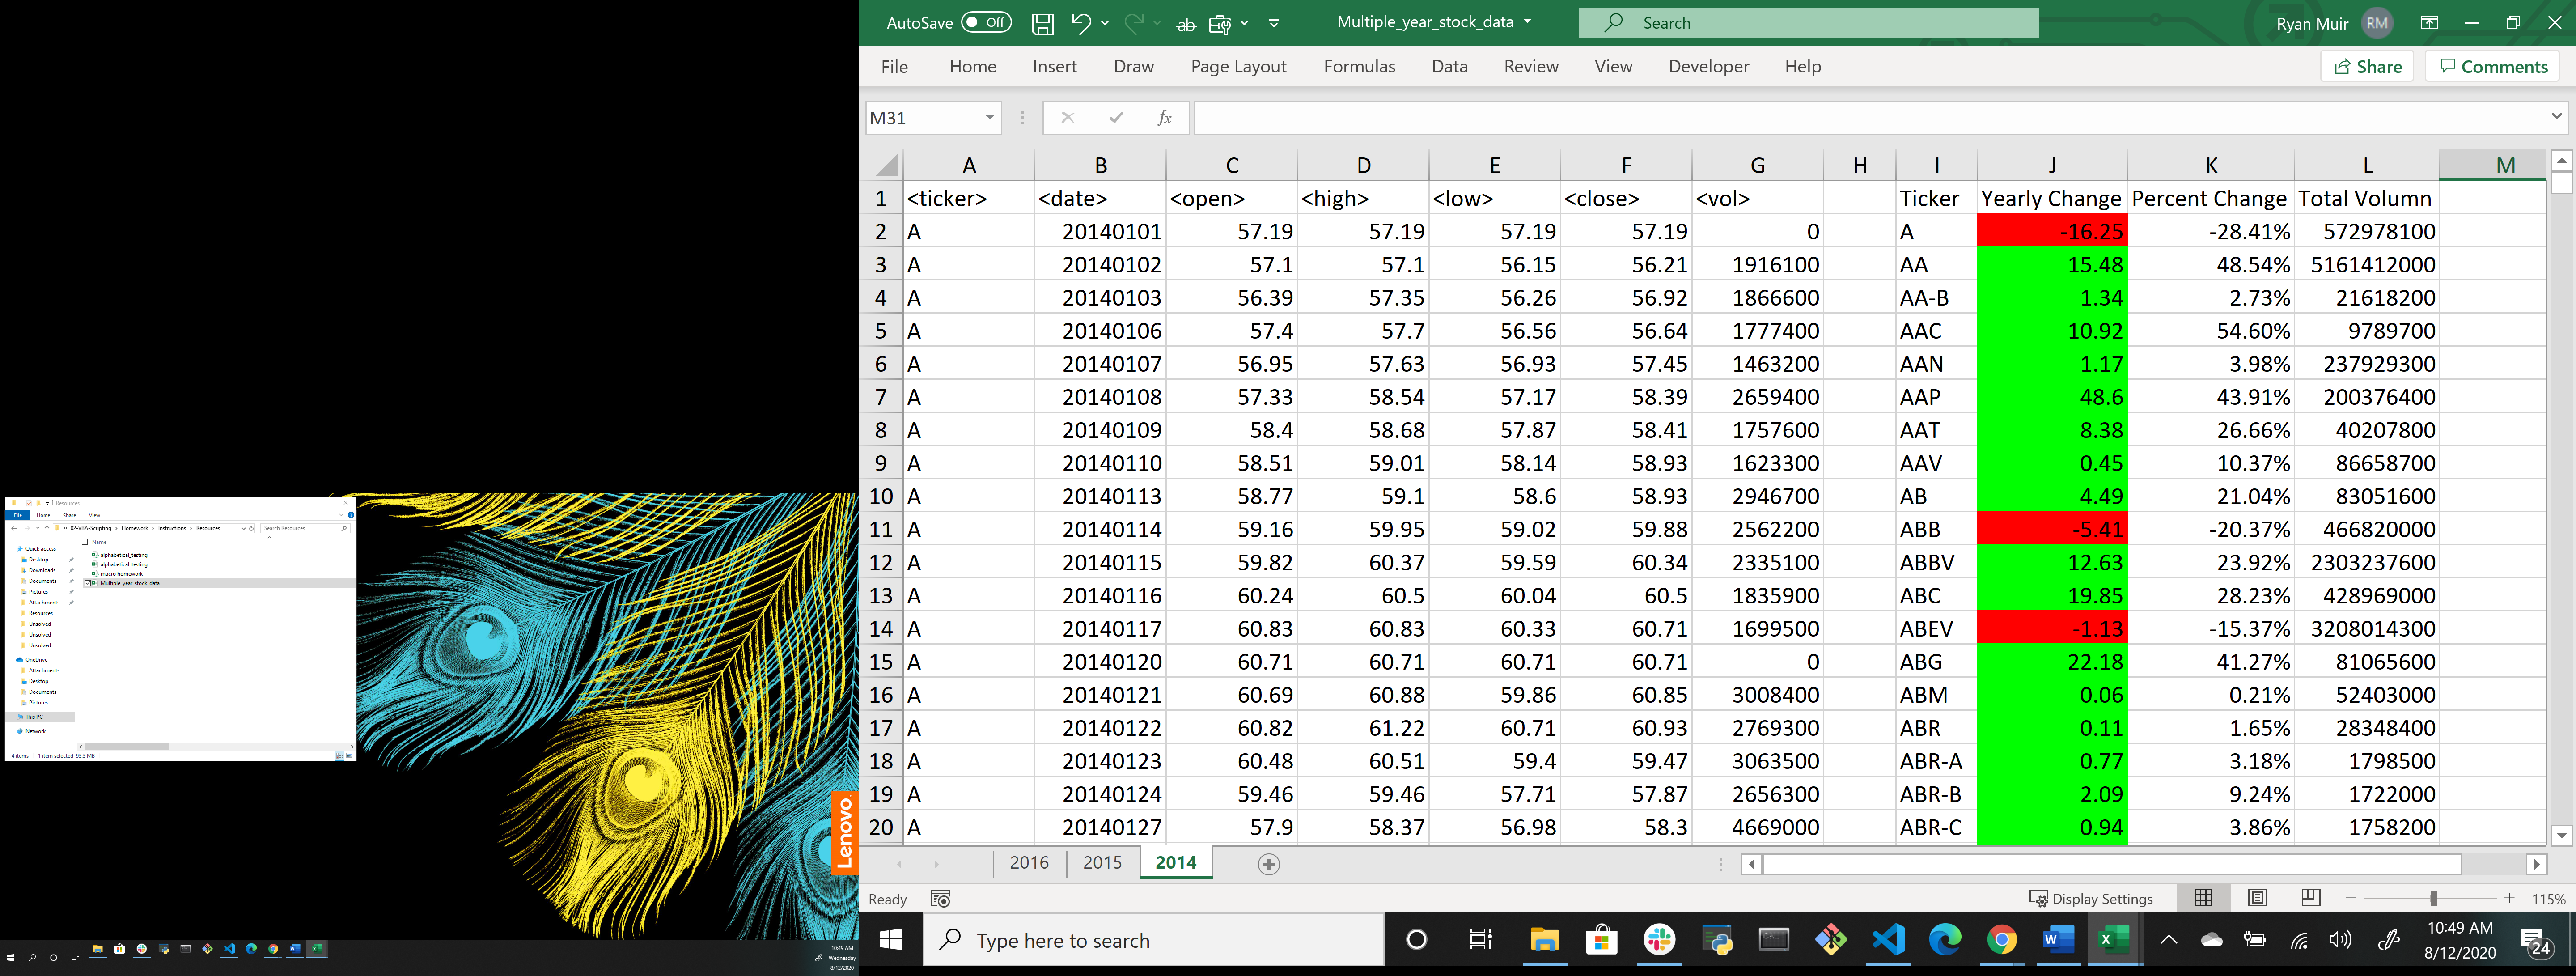 Resources
File Home Share View
02-VBA-Scripting > Homework > Instructions > Resources Search Resources
Name
Quick access
Desktop
Downloads
Documents
Pictures
Attachments
Resources
Unsolved
Unsolved
Unsolved
OneDrive
Attachments
Desktop
Documents
Pictures
This PC
Network
alphabetical_testing
alphabetical_testing
macro homework
Multiple_year_stock_data
4 items 1 item selected 93.3 MB
Lenovo
10:49 AM
Wednesday
8/12/2020
AutoSave Off Multiple_year_stock_data Search Ryan Muir RM
File Home Insert Draw Page Layout Formulas Data Review View Developer Help Share Comments
M31 fx
A B C D E F G H I J K L M
1 <ticker> <date> <open> <high> <low> <close> <vol> Ticker Yearly Change Percent Change Total Volumn
2 A 20140101 57.19 57.19 57.19 57.19 0 A -16.25 -28.41% 572978100
3 A 20140102 57.1 57.1 56.15 56.21 1916100 AA 15.48 48.54% 5161412000
4 A 20140103 56.39 57.35 56.26 56.92 1866600 AA-B 1.34 2.73% 21618200
5 A 20140106 57.4 57.7 56.56 56.64 1777400 AAC 10.92 54.60% 9789700
6 A 20140107 56.95 57.63 56.93 57.45 1463200 AAN 1.17 3.98% 237929300
7 A 20140108 57.33 58.54 57.17 58.39 2659400 AAP 48.6 43.91% 200376400
8 A 20140109 58.4 58.68 57.87 58.41 1757600 AAT 8.38 26.66% 40207800
9 A 20140110 58.51 59.01 58.14 58.93 1623300 AAV 0.45 10.37% 86658700
10 A 20140113 58.77 59.1 58.6 58.93 2946700 AB 4.49 21.04% 83051600
11 A 20140114 59.16 59.95 59.02 59.88 2562200 ABB -5.41 -20.37% 466820000
12 A 20140115 59.82 60.37 59.59 60.34 2335100 ABBV 12.63 23.92% 2303237600
13 A 20140116 60.24 60.5 60.04 60.5 1835900 ABC 19.85 28.23% 428969000
14 A 20140117 60.83 60.83 60.33 60.71 1699500 ABEV -1.13 -15.37% 3208014300
15 A 20140120 60.71 60.71 60.71 60.71 0 ABG 22.18 41.27% 81065600
16 A 20140121 60.69 60.88 59.86 60.85 3008400 ABM 0.06 0.21% 52403000
17 A 20140122 60.82 61.22 60.71 60.93 2769300 ABR 0.11 1.65% 28348400
18 A 20140123 60.48 60.51 59.4 59.47 3063500 ABR-A 0.77 3.18% 1798500
19 A 20140124 59.46 59.46 57.71 57.87 2656300 ABR-B 2.09 9.24% 1722000
20 A 20140127 57.9 58.37 56.98 58.3 4669000 ABR-C 0.94 3.86% 1758200
2016 2015 2014
Ready Display Settings 115%
Type here to search
10:49 AM
8/12/2020
24